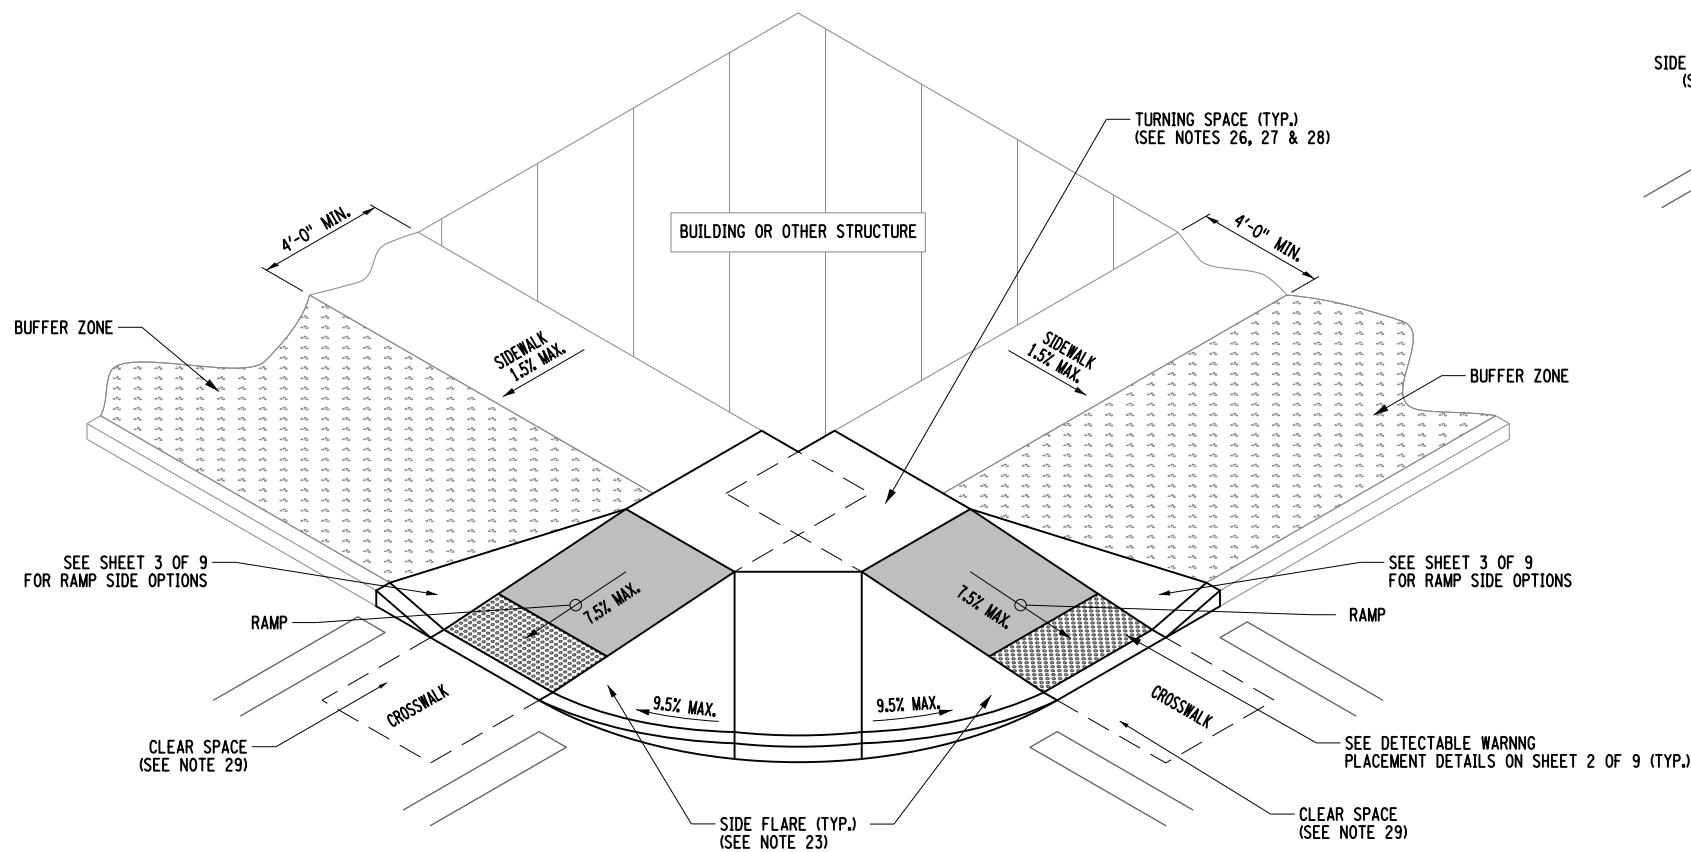 SIDE
(S
TURNING SPACE (TYP.)
(SEE NOTES 26, 27 & 28)
4'-0" MIN.
BUILDING OR OTHER STRUCTURE
4'-0" MIN.
BUFFER ZONE
SIDEWALK
1.5% MAX.
SIDEWALK
1.5% MAX.
BUFFER ZONE
SEE SHEET 3 OF 9
FOR RAMP SIDE OPTIONS
SEE SHEET 3 OF 9
FOR RAMP SIDE OPTIONS
7.5% MAX.
7.5% MAX.
RAMP
RAMP
CROSSWALK
9.5% MAX.
9.5% MAX.
CROSSWALK
CLEAR SPACE
(SEE NOTE 29)
SEE DETECTABLE WARNNG
PLACEMENT DETAILS ON SHEET 2 OF 9 (TYP.)
SIDE FLARE (TYP.)
(SEE NOTE 23)
CLEAR SPACE
(SEE NOTE 29)